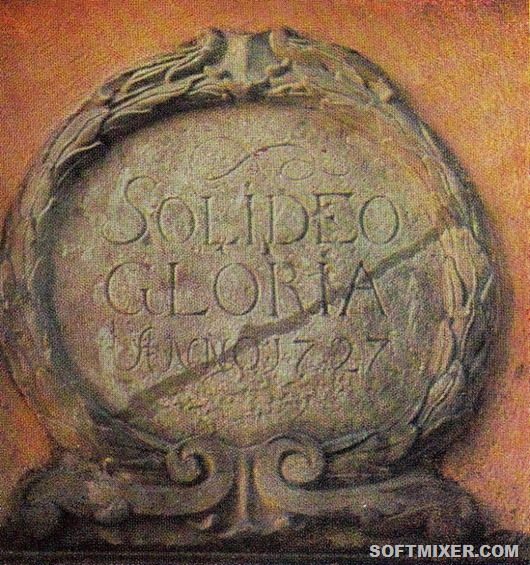 SOLI DEO
GLORIA
ANNO 1727
SOFTMIXER.COM